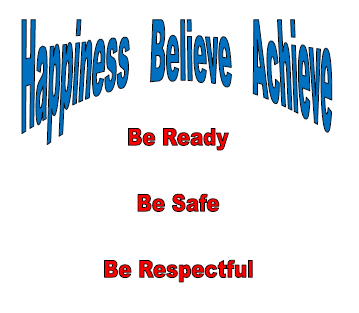 Happiness Believe Achieve
Be Ready
Be Safe
Be Respectful